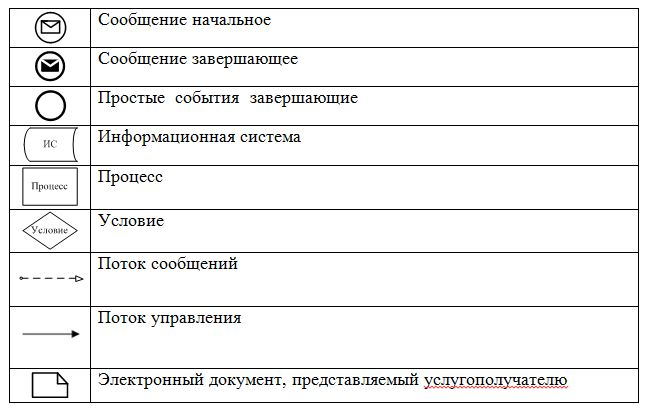 Сообщение начальное
Сообщение завершающее
Простые события завершающие
ИС
Информационная система
Процесс
Процесс
Условие
Условие
Поток сообщений
Поток управления
Электронный документ, представляемый услугополучателю